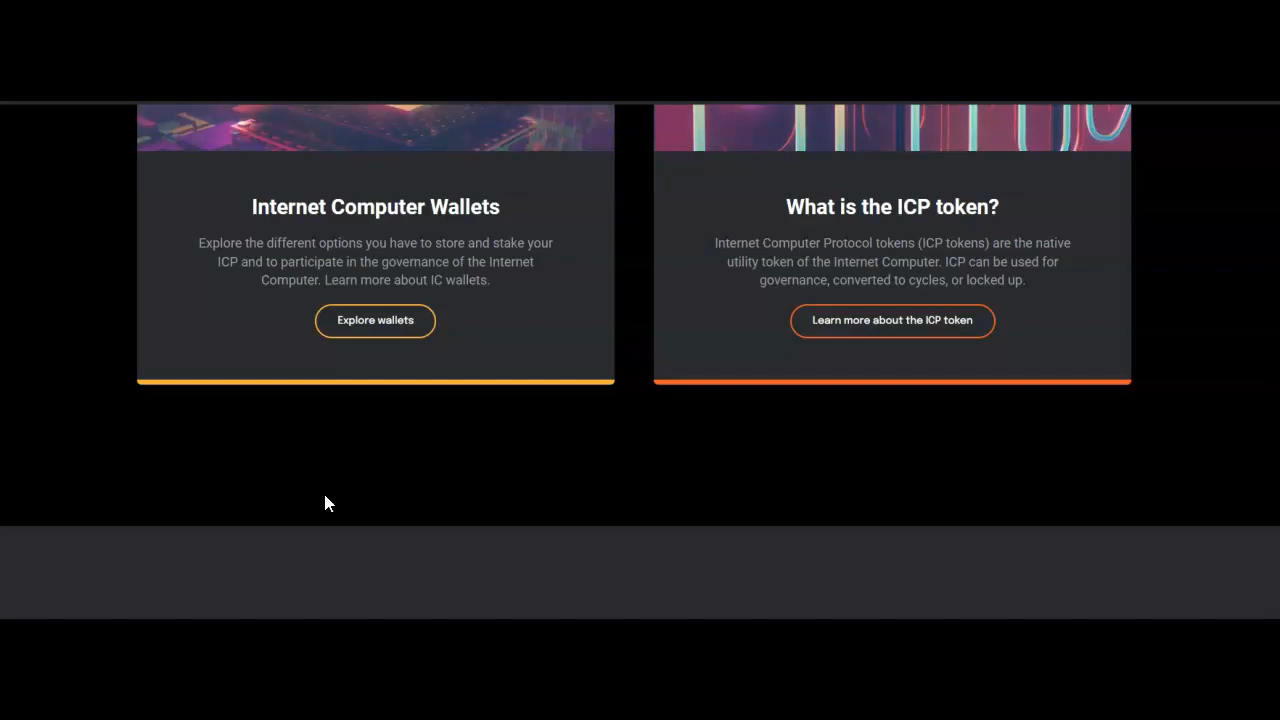 Internet Computer Wallets
Explore the different options you have to store and stake your
ICP and to participate in the governance of the Internet
Computer. Learn more about IC wallets.
Explore wallets
What is the ICP token?
Internet Computer Protocol tokens (ICP tokens) are the native
utility token of the Internet Computer. ICP can be used for
governance, converted to cycles, or locked up.
Learn more about the ICP token